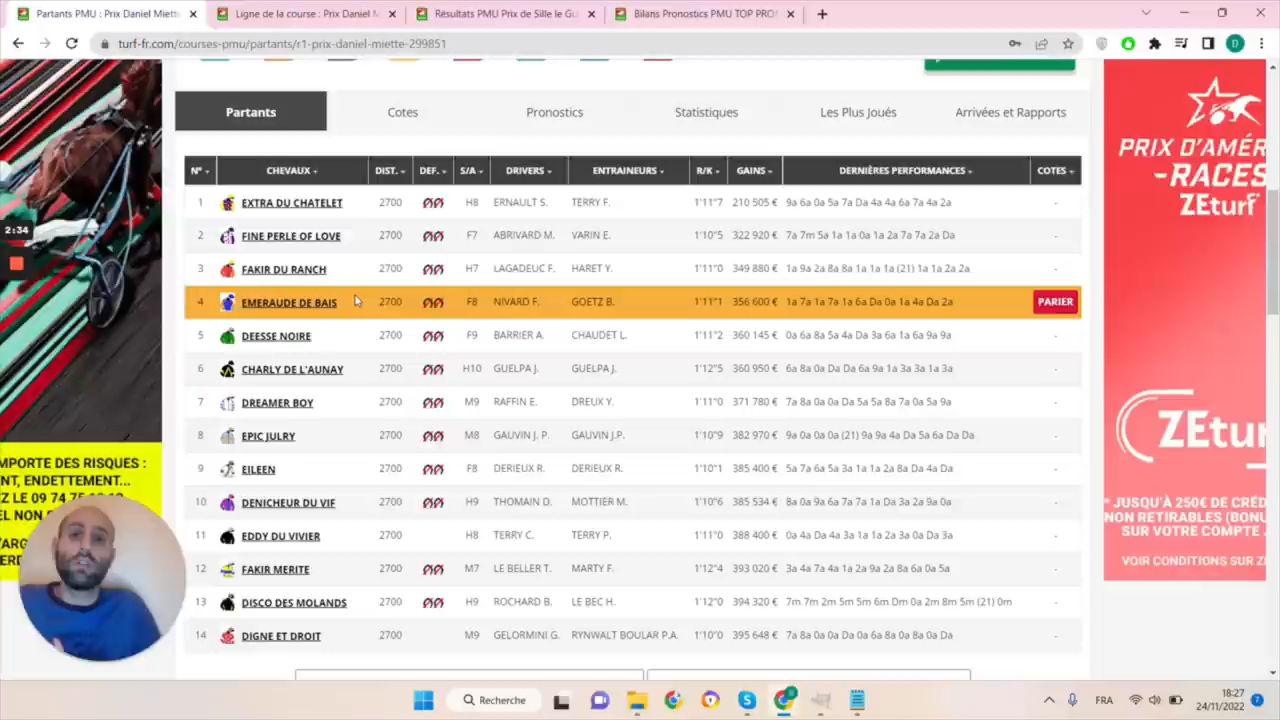 Partants PMU : Prix Daniel Miette
Ligne de la course : Prix Daniel M
Résultats PMU Prix de Sille le Gu
Bilans Pronostics PMU TOP PRO
turf-fr.com/courses-pmu/partants/r1-prix-daniel-miette-299851
Partants Cotes Pronostics Statistiques Les Plus Joués Arrivées et Rapports
N° CHEVAUX DIST. DEF. S/A DRIVERS ENTRAINEURS R/K GAINS DERNIÈRES PERFORMANCES COTES
1 EXTRA DU CHATELET 2700 H8 ERNAULT S. TERRY F. 1'11"7 210 505 € 9a 6a 0a 5a 7a Da 4a 4a 6a 7a 4a 2a -
2 FINE PERLE OF LOVE 2700 F7 ABRIVARD M. VARIN E. 1'10"5 322 920 € 7a 7m 5a 1a 1a 0a 1a 2a 7a 7a 2a Da -
3 FAKIR DU RANCH 2700 H7 LAGADEUC F. HARET Y. 1'11"0 349 880 € 1a 9a 2a 8a 8a 1a 1a 1a (21) 1a 1a 2a 2a -
4 EMERAUDE DE BAIS 2700 F8 NIVARD F. GOETZ B. 1'11"1 356 600 € 1a 7a 1a 7a 1a 6a Da 0a 1a 4a Da 2a PARIER
5 DEESSE NOIRE 2700 F9 BARRIER A. CHAUDET L. 1'11"2 360 145 € 0a 6a 8a 5a 4a Da 3a 6a 1a 6a 9a 9a -
6 CHARLY DE L'AUNAY 2700 H10 GUELPA J. GUELPA J. 1'12"5 360 950 € 6a 8a 0a Da Da 6a 9a 1a 3a 3a 1a 3a -
7 DREAMER BOY 2700 M9 RAFFIN E. DREUX Y. 1'11"0 371 780 € 7a 8a 0a 0a Da 5a 5a 8a 7a 0a 5a 9a -
8 EPIC JULRY 2700 M8 GAUVIN J. P. GAUVIN J.P. 1'10"9 382 970 € 9a 0a 0a 0a (21) 9a 9a 4a Da 5a 6a Da Da -
9 EILEEN 2700 F8 DERIEUX R. DERIEUX R. 1'10"1 385 400 € 5a 7a 6a 5a 3a 1a 1a 2a 8a Da 4a Da -
10 DENICHEUR DU VIF 2700 H9 THOMAIN D. MOTTIER M. 1'10"6 385 534 € 8a 0a 9a 6a 7a 7a 1a Da 3a 2a 9a 0a -
11 EDDY DU VIVIER 2700 H8 TERRY C. TERRY P. 1'11"0 388 400 € 0a 4a Da 4a 3a 1a 1a 2a 3a 0a Da 3a -
12 FAKIR MERITE 2700 M7 LE BELLER T. MARTY F. 1'12"4 393 020 € 3a 4a 7a 4a 1a 2a 9a 2a 8a 6a 0a 5a -
13 DISCO DES MOLANDS 2700 H9 ROCHARD B. LE BEC H. 1'12"0 394 320 € 7m 7m 2m 5m 5m 6m Dm 0a 2m 8m 5m (21) 0m -
14 DIGNE ET DROIT 2700 M9 GELORMINI G. RYNWALT BOULAR P.A. 1'10"0 395 648 € 7a 8a 0a 0a Da 0a 6a 8a 0a 8a 0a Da -
2:34
MPORTE DES RISQUES :
NT, ENDETTEMENT...
PRIX D'AMÉR
-RACES
ZEturf
ZEtur
* JUSQU'À 250€ DE CRÉD
NON RETIRABLES (BONU
SUR VOTRE COMPTE
VOIR CONDITIONS SUR ZE
Recherche
FRA
18:27
24/11/2022